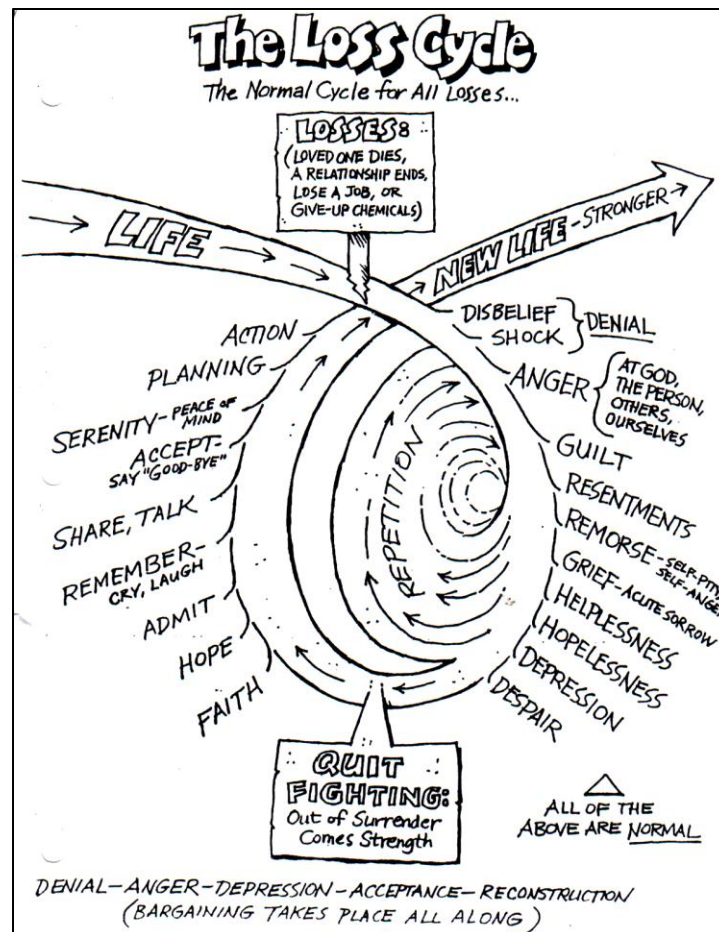 The Loss Cycle
The Normal Cycle for All Losses...
LOSSES:
(LOVED ONE DIES,
A RELATIONSHIP ENDS,
LOSE A JOB, OR
GIVE-UP CHEMICALS)
LIFE
NEW LIFE - STRONGER
DISBELIEF
SHOCK
DENIAL
ANGER
AT GOD,
THE PERSON,
OTHERS,
OURSELVES
GUILT
RESENTMENTS
REMORSE - SELF-PITY,
SELF-ANGER
GRIEF - ACUTE SORROW
HELPLESSNESS
HOPELESSNESS
DEPRESSION
DESPAIR
ACTION
PLANNING
SERENITY - PEACE OF
MIND
ACCEPT -
SAY "GOOD-BYE"
SHARE, TALK
REMEMBER -
CRY, LAUGH
ADMIT
HOPE
FAITH
REPETITION
QUIT
FIGHTING:
Out of Surrender
Comes Strength
ALL OF THE
ABOVE ARE NORMAL
DENIAL - ANGER - DEPRESSION - ACCEPTANCE - RECONSTRUCTION
(BARGAINING TAKES PLACE ALL ALONG)